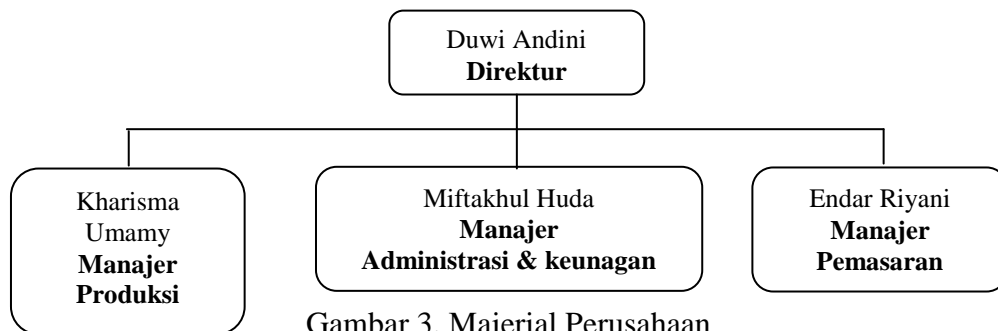 Duwi Andini
Direktur
Kharisma
Umamy
Manajer
Produksi
Miftakhul Huda
Manajer
Administrasi & keunagan
Endar Riyani
Manajer
Pemasaran
Gambar 3. Majerial Perusahaan